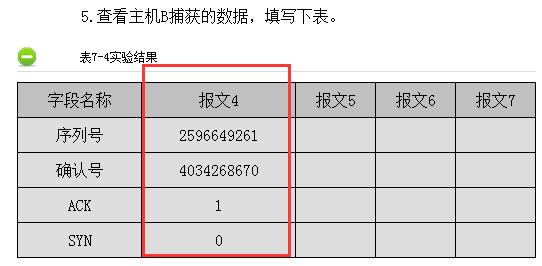 5.查看主机B捕获的数据，填写下表。
表7-4实验结果
字段名称 报文4 报文5 报文6 报文7
序列号 2596649261
确认号 4034268670
ACK 1
SYN 0